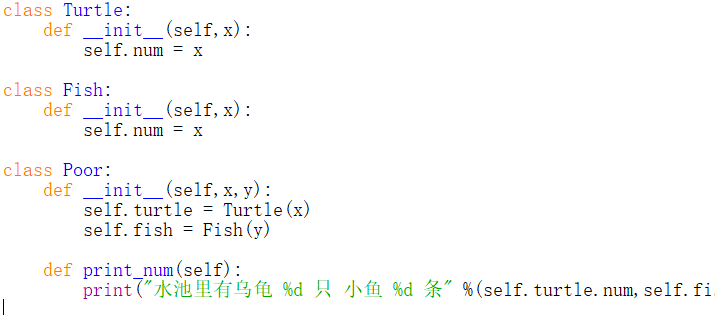 class Turtle:
    def __init__(self,x):
        self.num = x
class Fish:
    def __init__(self,x):
        self.num = x
class Poor:
    def __init__(self,x,y):
        self.turtle = Turtle(x)
        self.fish = Fish(y)
    def print_num(self):
        print("水池里有乌龟 %d 只 小鱼 %d 条" %(self.turtle.num,self.fi